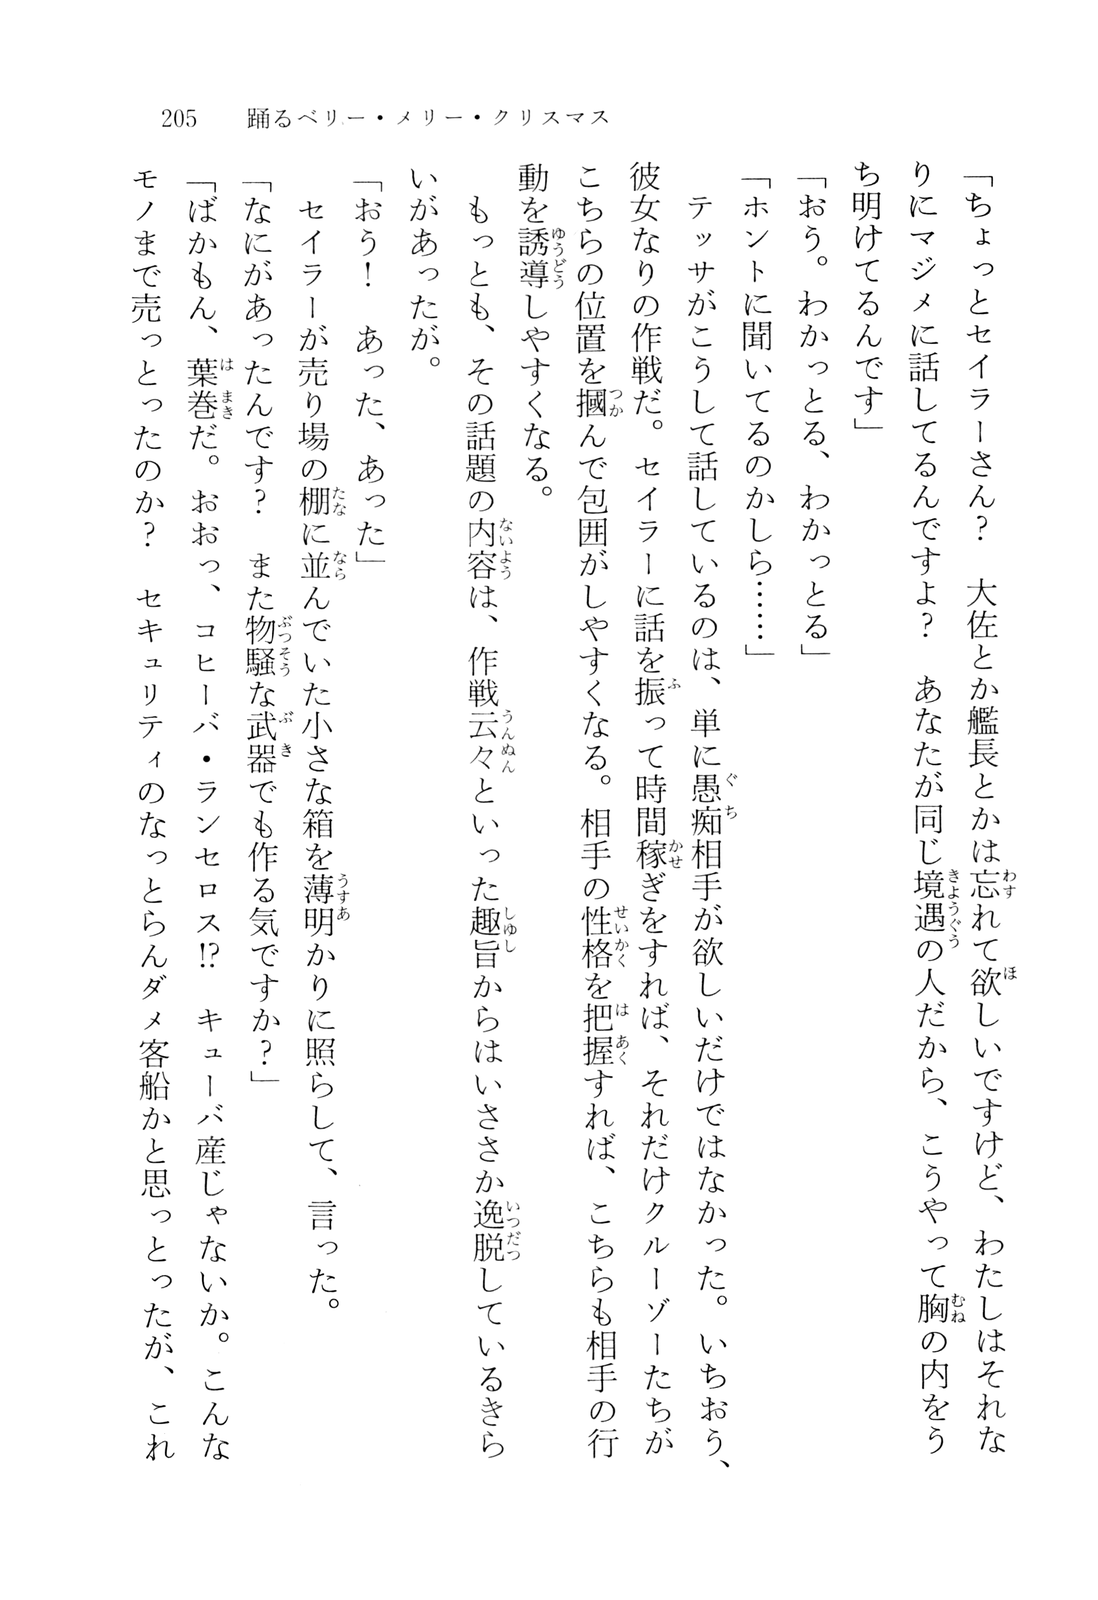 205　踊るベリー・メリー・クリスマス
「ちょっとセイラーさん？　大佐とか艦長とかは忘れて欲しいですけど、わたしはそれな
りにマジメに話してるんですよ？　あなたが同じ境遇の人だから、こうやって胸の内をう
ち明けてるんです」
「おう。わかっとる、わかっとる」
「ホントに聞いてるのかしら……」
　テッサがこうして話しているのは、単に愚痴相手が欲しいだけではなかった。いちおう、
彼女なりの作戦だ。セイラーに話を振って時間稼ぎをすれば、それだけクルーゾーたちが
こちらの位置を摑んで包囲がしやすくなる。相手の性格を把握すれば、こちらも相手の行
動を誘導しやすくなる。
　もっとも、その話題の内容は、作戦云々といった趣旨からはいささか逸脱しているきら
いがあったが。
「おう！　あった、あった」
　セイラーが売り場の棚に並んでいた小さな箱を薄明かりに照らして、言った。
「なにがあったんです？　また物騒な武器でも作る気ですか？」
「ばかもん、葉巻だ。おおっ、コヒーバ・ランセロス!?　キューバ産じゃないか。こんな
モノまで売っとったのか？　セキュリティのなっとらんダメ客船かと思っとったが、これ